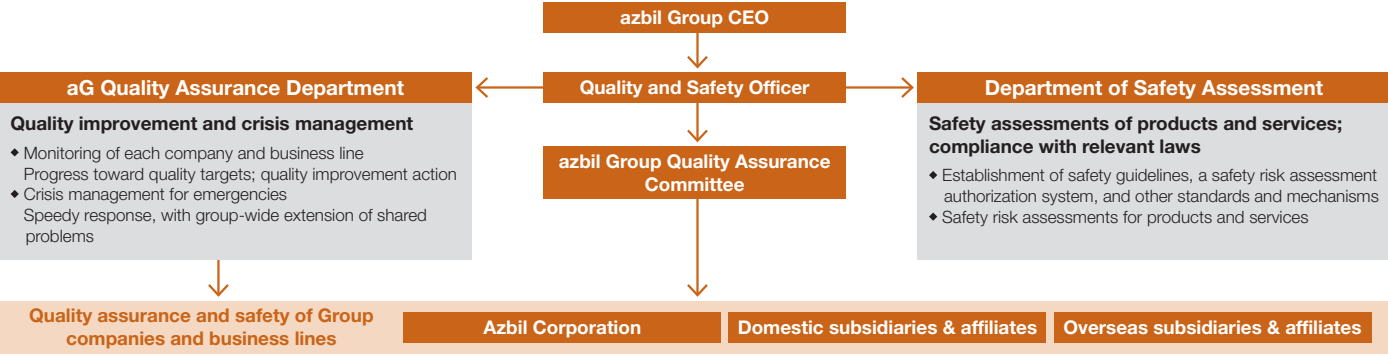 azbil Group CEO
aG Quality Assurance Department
Quality improvement and crisis management
◆ Monitoring of each company and business line
Progress toward quality targets; quality improvement action
◆ Crisis management for emergencies
Speedy response, with group-wide extension of shared
problems
Quality and Safety Officer
azbil Group Quality Assurance
Committee
Department of Safety Assessment
Safety assessments of products and services;
compliance with relevant laws
◆ Establishment of safety guidelines, a safety risk assessment
authorization system, and other standards and mechanisms
◆ Safety risk assessments for products and services
Quality assurance and safety of Group
companies and business lines
Azbil Corporation
Domestic subsidiaries & affiliates
Overseas subsidiaries & affiliates